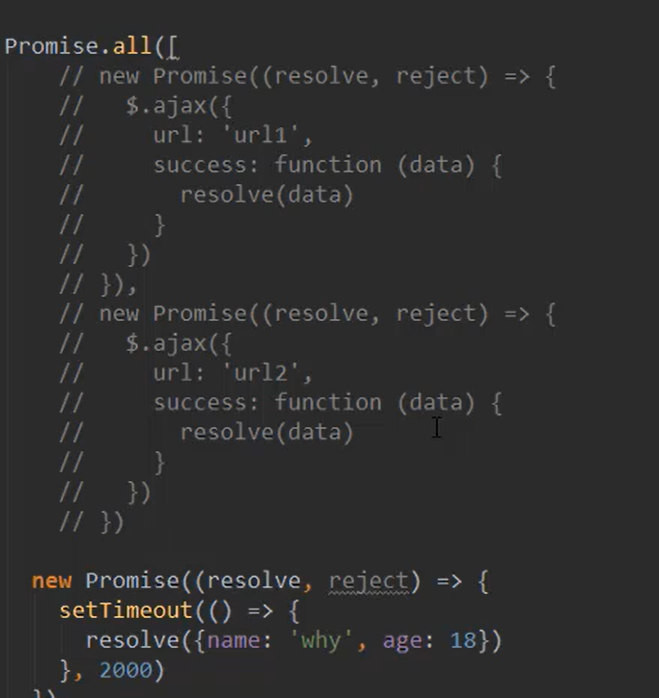 Promise.all([
    // new Promise((resolve, reject) => {
    //   $.ajax({
    //     url: 'url1',
    //     success: function (data) {
    //       resolve(data)
    //     }
    //   })
    // }),
    // new Promise((resolve, reject) => {
    //   $.ajax({
    //     url: 'url2',
    //     success: function (data) {
    //       resolve(data)
    //     }
    //   })
    // })
  new Promise((resolve, reject) => {
    setTimeout(() => {
      resolve({name: 'why', age: 18})
    }, 2000)